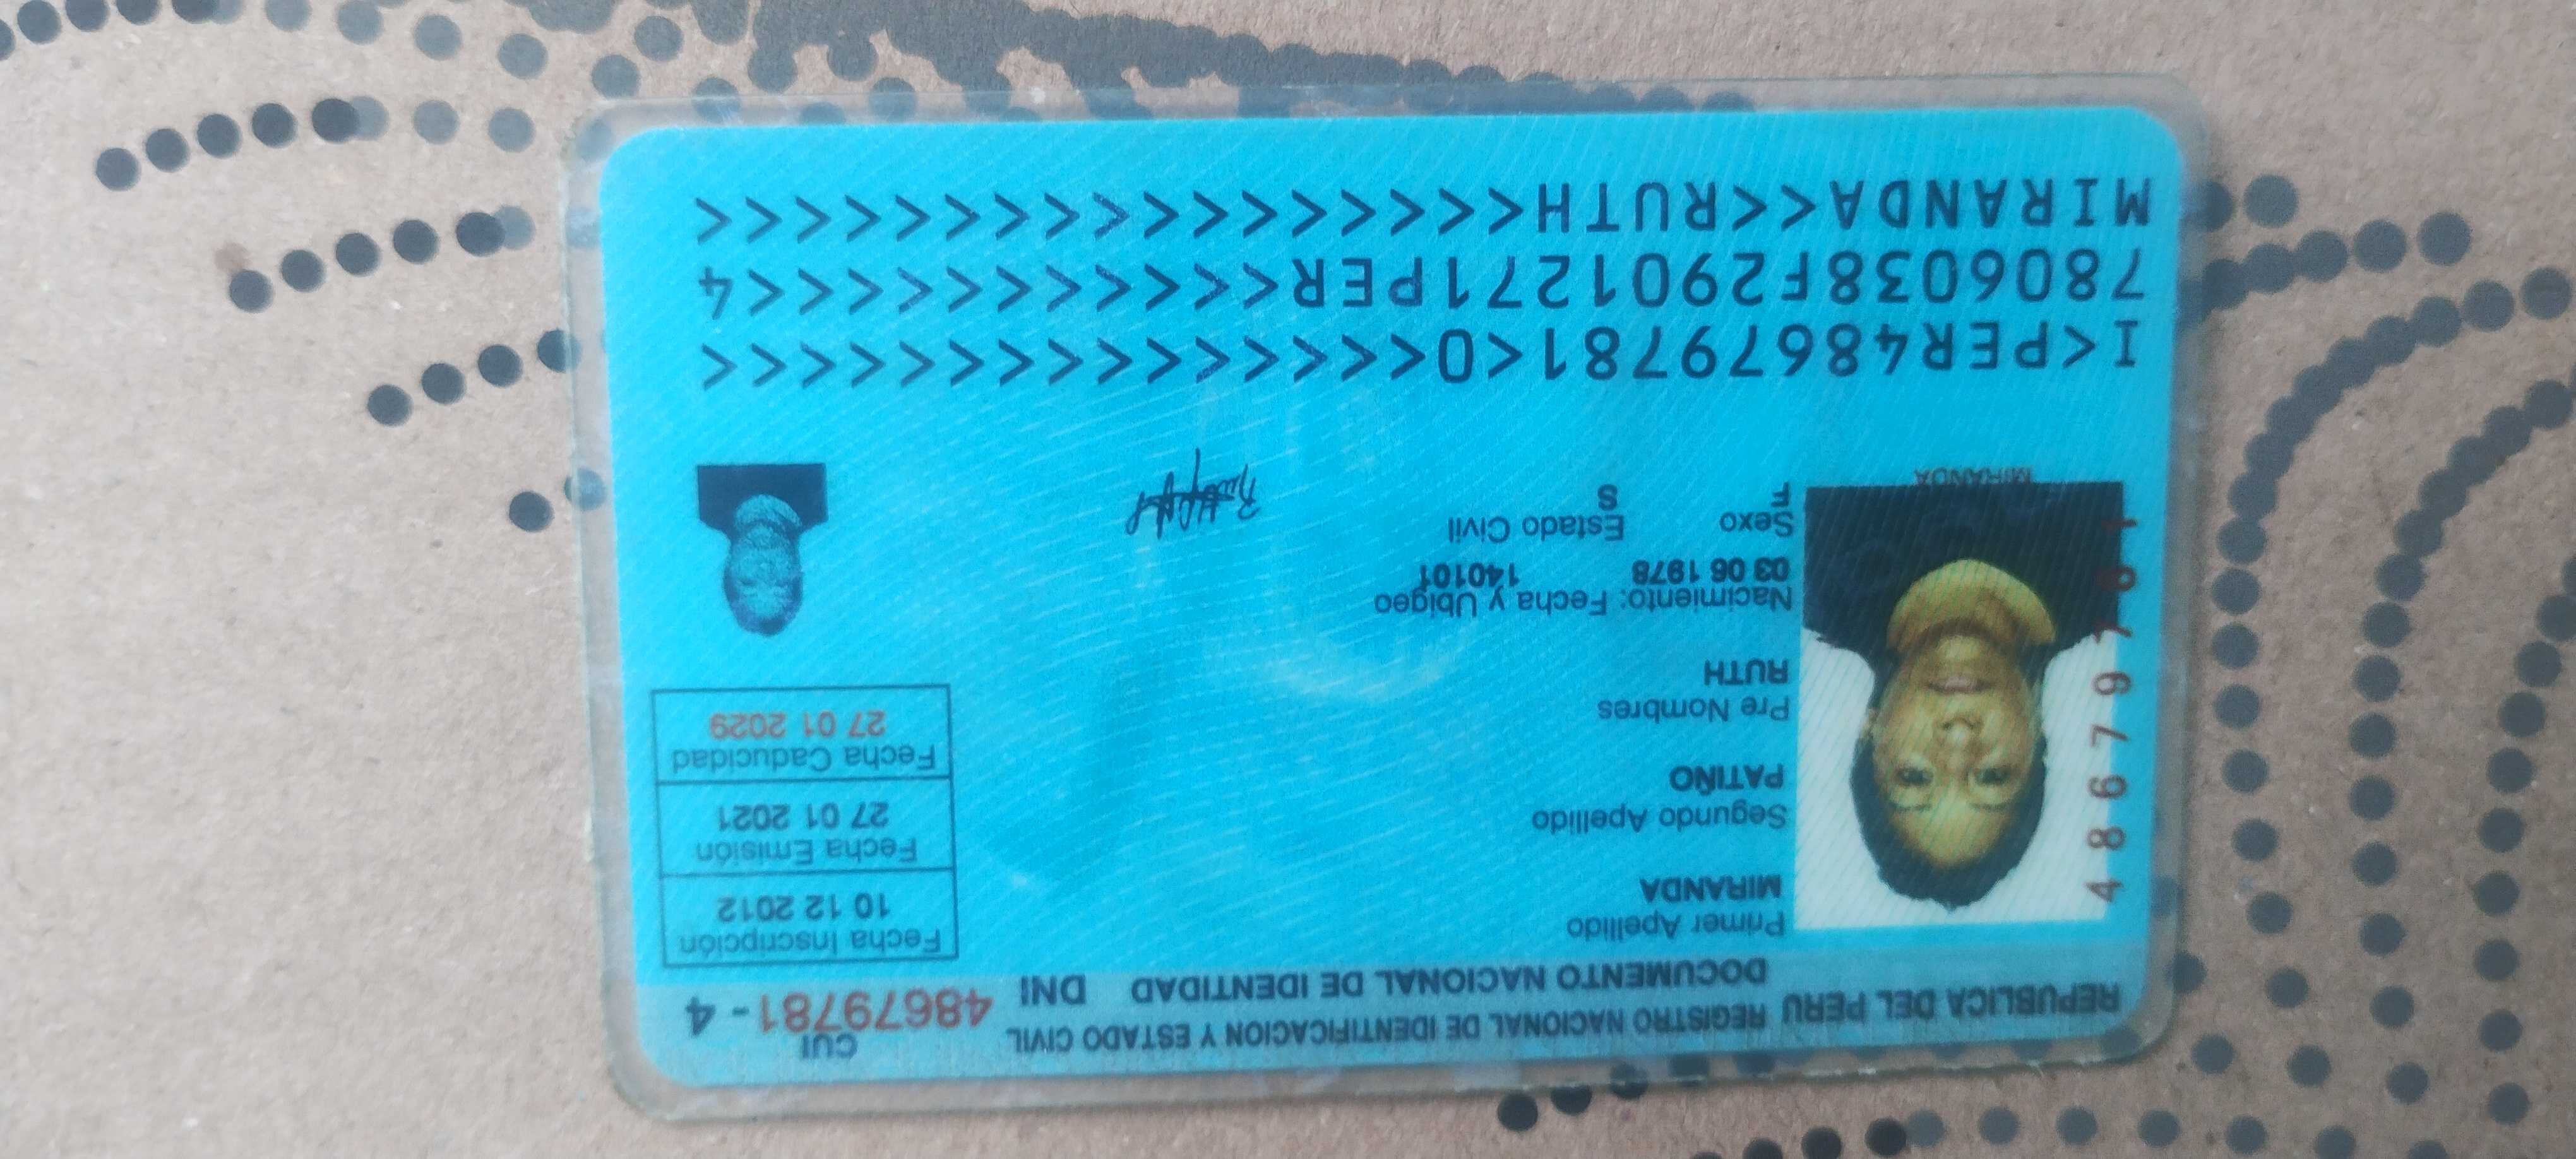 REPUBLICA DEL PERU REGISTRO NACIONAL DE IDENTIFICACION Y ESTADO CIVIL
DOCUMENTO NACIONAL DE IDENTIDAD DNI
CUI
48679781 - 4
Primer Apellido
MIRANDA
Segundo Apellido
PATIÑO
Pre Nombres
RUTH
Nacimiento: Fecha y Ubigeo
03 06 1978 140101
Sexo Estado Civil
F S
Fecha Inscripción
10 12 2012
Fecha Emisión
27 01 2021
Fecha Caducidad
27 01 2029
48679781
MIRANDA
I<PER48679781<0<<<<<<<<<<<<<<<
7806038F2901271PER<<<<<<<<<<<4
MIRANDA<<RUTH<<<<<<<<<<<<<<<<<